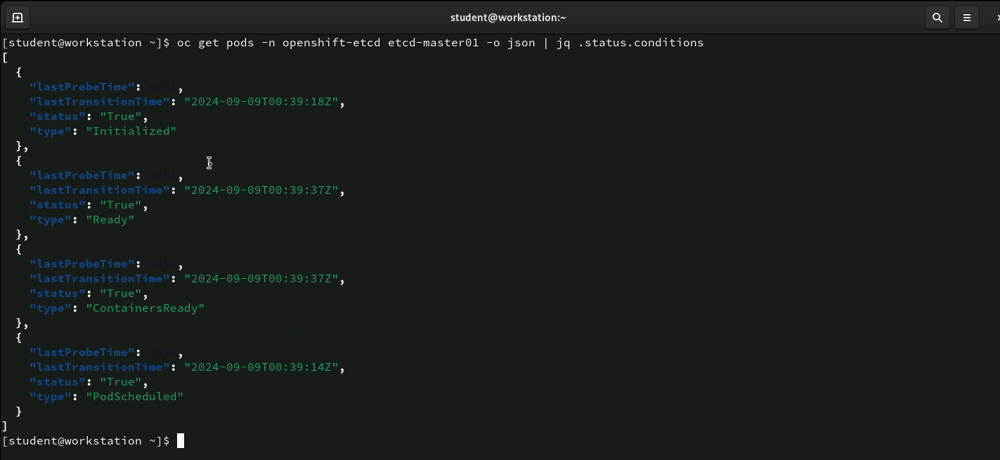 student@workstation:~
[student@workstation ~]$ oc get pods -n openshift-etcd etcd-master01 -o json | jq .status.conditions
[
  {
    "lastProbeTime": null,
    "lastTransitionTime": "2024-09-09T00:39:18Z",
    "status": "True",
    "type": "Initialized"
  },
  {
    "lastProbeTime": null,
    "lastTransitionTime": "2024-09-09T00:39:37Z",
    "status": "True",
    "type": "Ready"
  },
  {
    "lastProbeTime": null,
    "lastTransitionTime": "2024-09-09T00:39:37Z",
    "status": "True",
    "type": "ContainersReady"
  },
  {
    "lastProbeTime": null,
    "lastTransitionTime": "2024-09-09T00:39:14Z",
    "status": "True",
    "type": "PodScheduled"
  }
]
[student@workstation ~]$